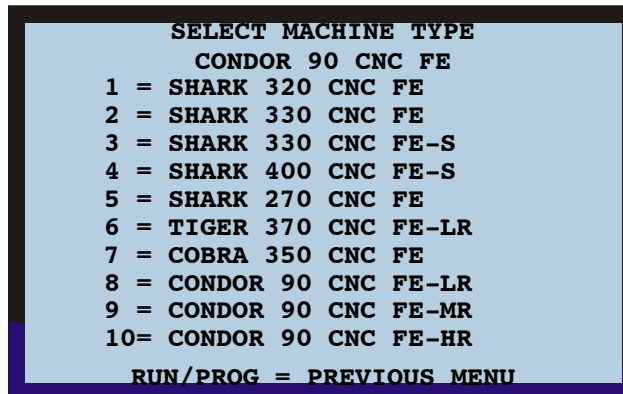 SELECT MACHINE TYPE
CONDOR 90 CNC FE
1 = SHARK 320 CNC FE
2 = SHARK 330 CNC FE
3 = SHARK 330 CNC FE-S
4 = SHARK 400 CNC FE-S
5 = SHARK 270 CNC FE
6 = TIGER 370 CNC FE-LR
7 = COBRA 350 CNC FE
8 = CONDOR 90 CNC FE-LR
9 = CONDOR 90 CNC FE-MR
10= CONDOR 90 CNC FE-HR
RUN/PROG = PREVIOUS MENU